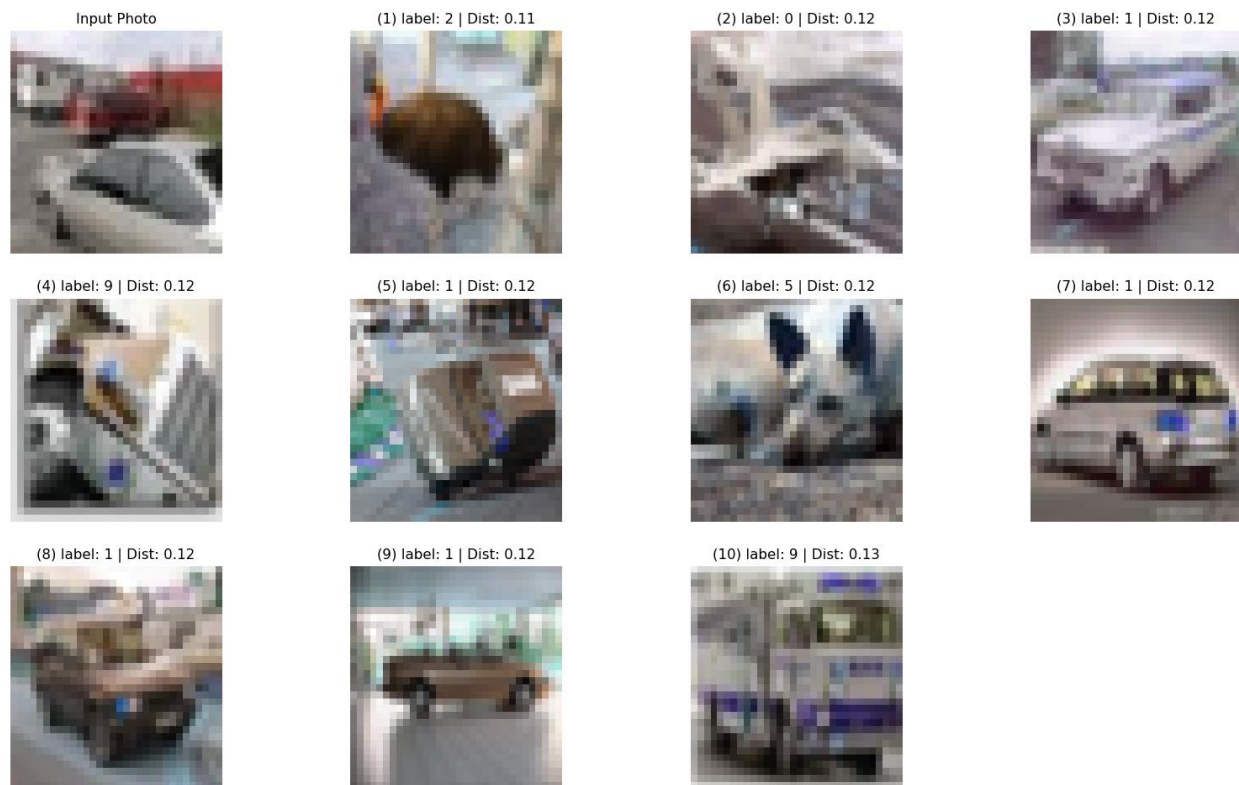 Input Photo
(1) label: 2 | Dist: 0.11
(2) label: 0 | Dist: 0.12
(3) label: 1 | Dist: 0.12
(4) label: 9 | Dist: 0.12
(5) label: 1 | Dist: 0.12
(6) label: 5 | Dist: 0.12
(7) label: 1 | Dist: 0.12
(8) label: 1 | Dist: 0.12
(9) label: 1 | Dist: 0.12
(10) label: 9 | Dist: 0.13